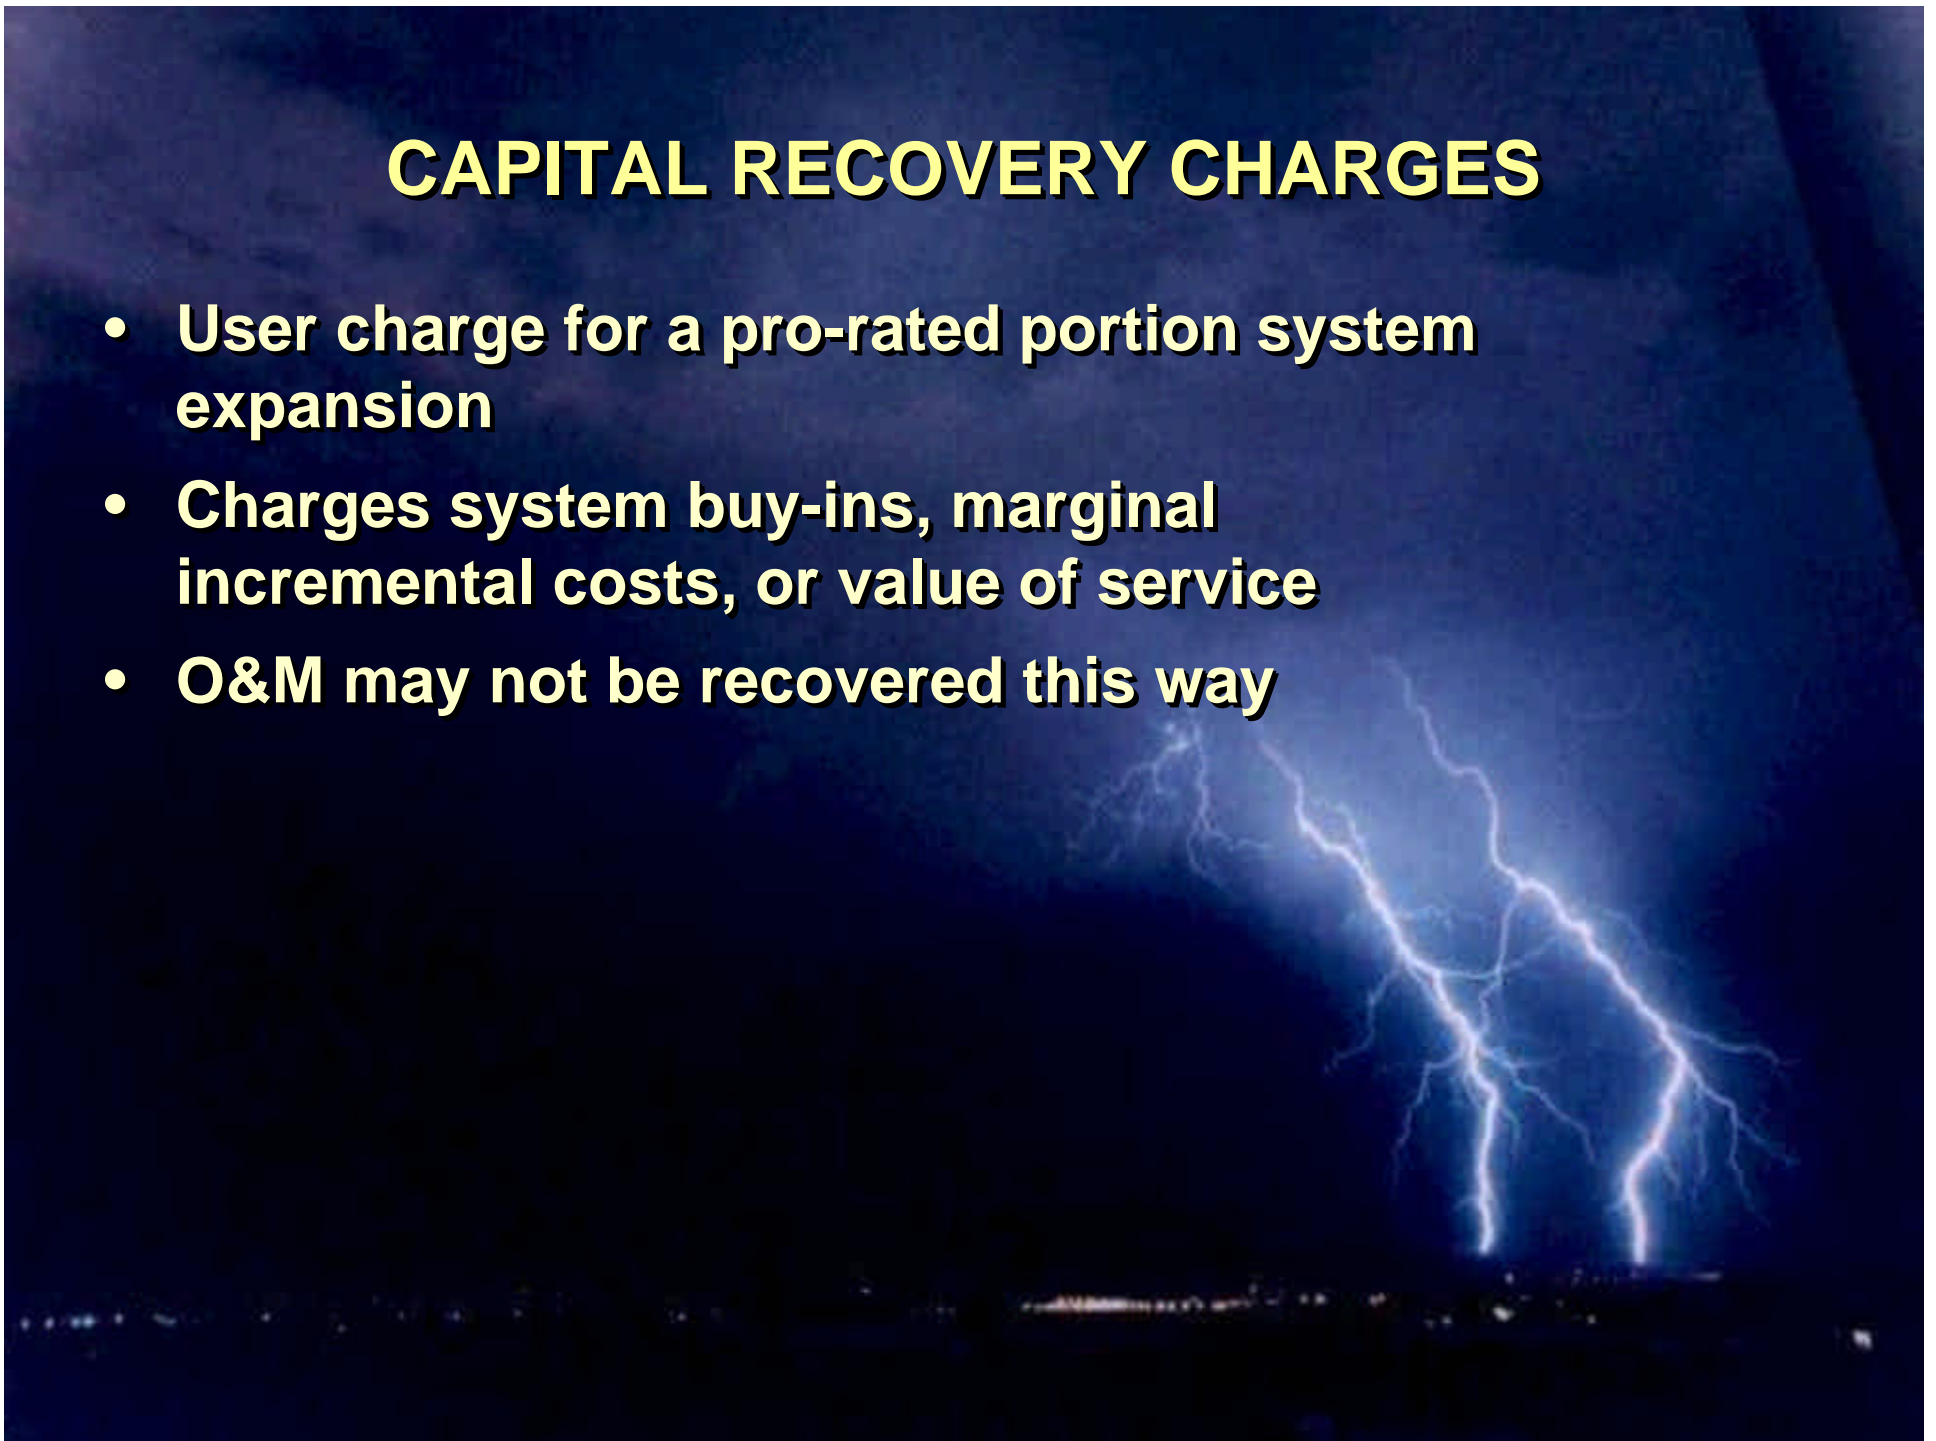 CAPITAL RECOVERY CHARGES
• User charge for a pro-rated portion system
expansion
• Charges system buy-ins, marginal
incremental costs, or value of service
• O&M may not be recovered this way